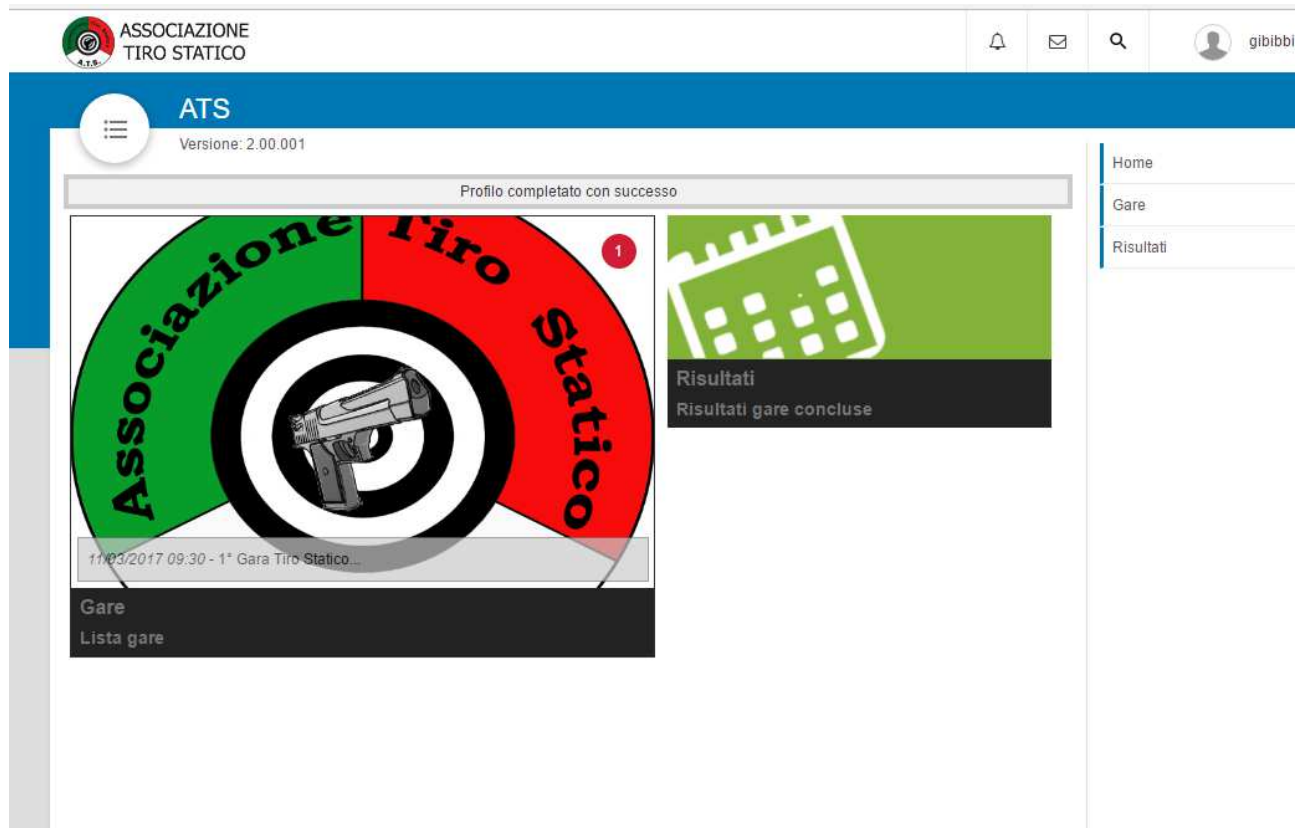 ASSOCIAZIONE
TIRO STATICO
A.T.S.
gibibbi
ATS
Versione: 2.00.001
Profilo completato con successo
Associazione Tiro Statico
1
11/03/2017 09:30 - 1° Gara Tiro Statico...
Gare
Lista gare
Risultati
Risultati gare concluse
Home
Gare
Risultati